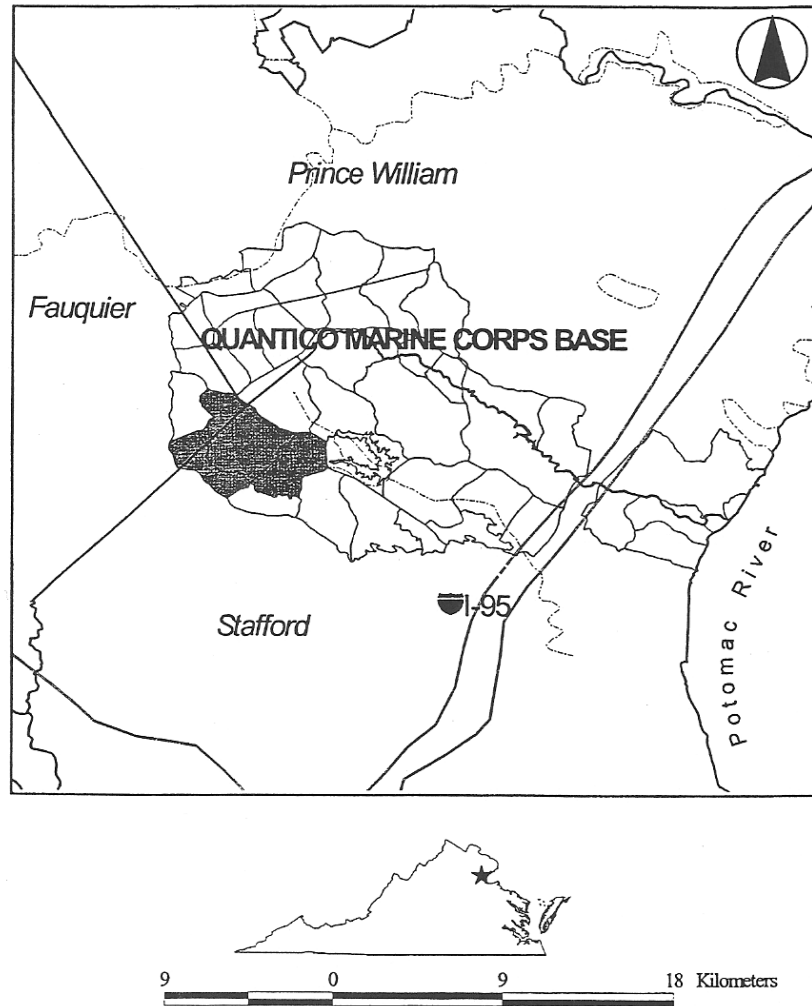 Prince William
Fauquier
QUANTICO MARINE CORPS BASE
I-95
Stafford
Potomac River
9 0 9 18 Kilometers